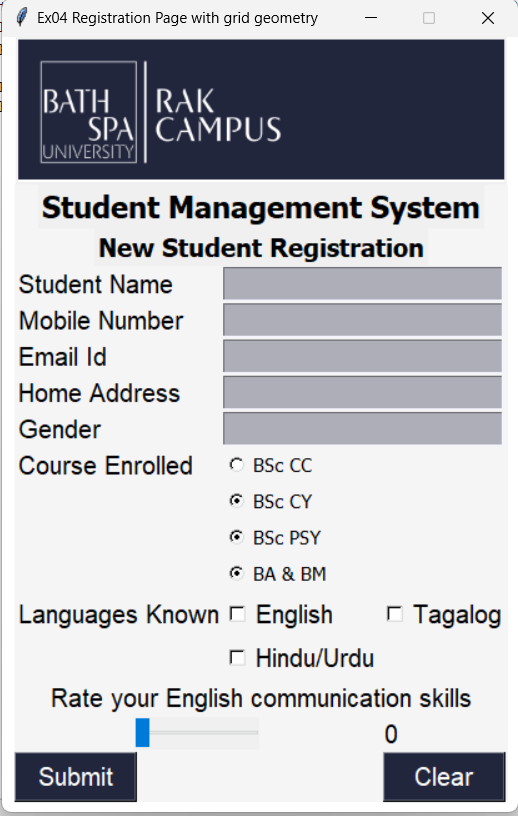 Ex04 Registration Page with grid geometry
BATH SPA UNIVERSITY
RAK CAMPUS
Student Management System
New Student Registration
Student Name
Mobile Number
Email Id
Home Address
Gender
Course Enrolled BSc CC
BSc CY
BSc PSY
BA & BM
Languages Known English Tagalog
Hindu/Urdu
Rate your English communication skills
0
Submit Clear